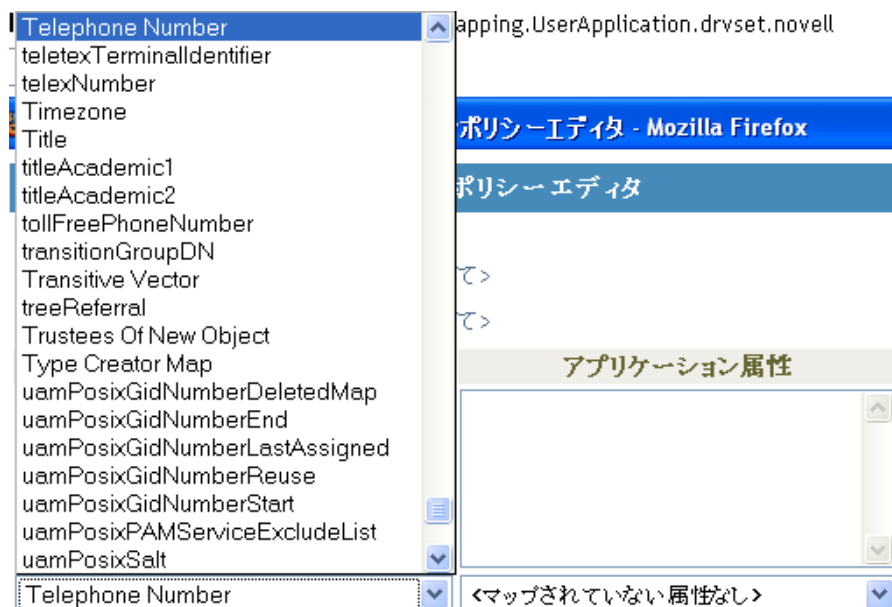 Telephone Number
apping.UserApplication.drvset.novell
teletexTerminalIdentifier
telexNumber
Timezone
ポリシーエディタ - Mozilla Firefox
Title
titleAcademic1
ポリシーエディタ
titleAcademic2
tollFreePhoneNumber
transitionGroupDN
Transitive Vector
て>
treeReferral
て>
Trustees Of New Object
Type Creator Map
アプリケーション属性
uamPosixGidNumberDeletedMap
uamPosixGidNumberEnd
uamPosixGidNumberLastAssigned
uamPosixGidNumberReuse
uamPosixGidNumberStart
uamPosixPAMServiceExcludeList
uamPosixSalt
Telephone Number
<マップされていない属性なし>